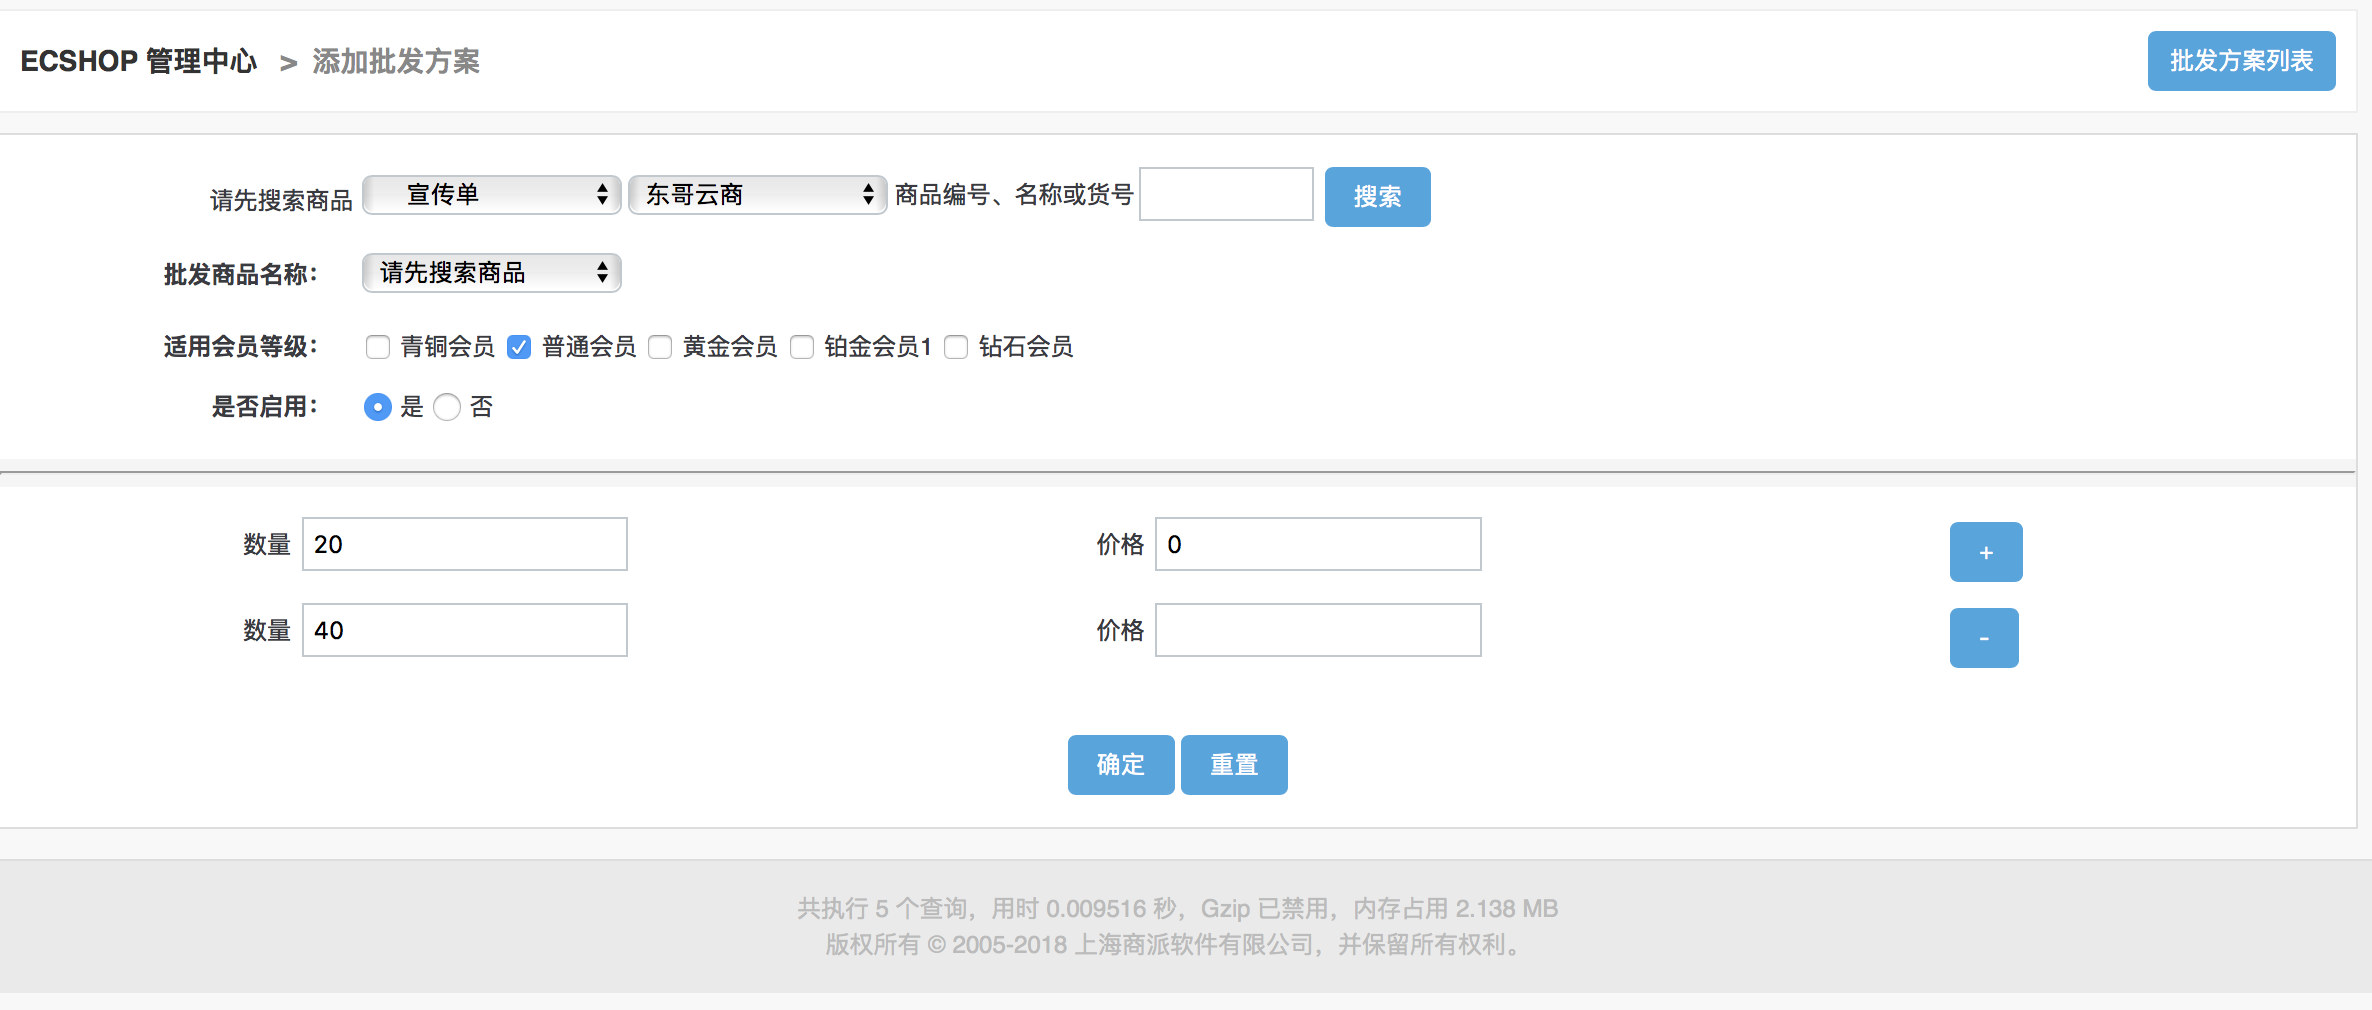 ECSHOP 管理中心 > 添加批发方案 批发方案列表
请先搜索商品 宣传单 东哥云商 商品编号、名称或货号 搜索
批发商品名称： 请先搜索商品
适用会员等级： 青铜会员 普通会员 黄金会员 铂金会员1 钻石会员
是否启用： 是 否
数量 20 价格 0 +
数量 40 价格 -
确定 重置
共执行 5 个查询，用时 0.009516 秒，Gzip 已禁用，内存占用 2.138 MB
版权所有 © 2005-2018 上海商派软件有限公司，并保留所有权利。